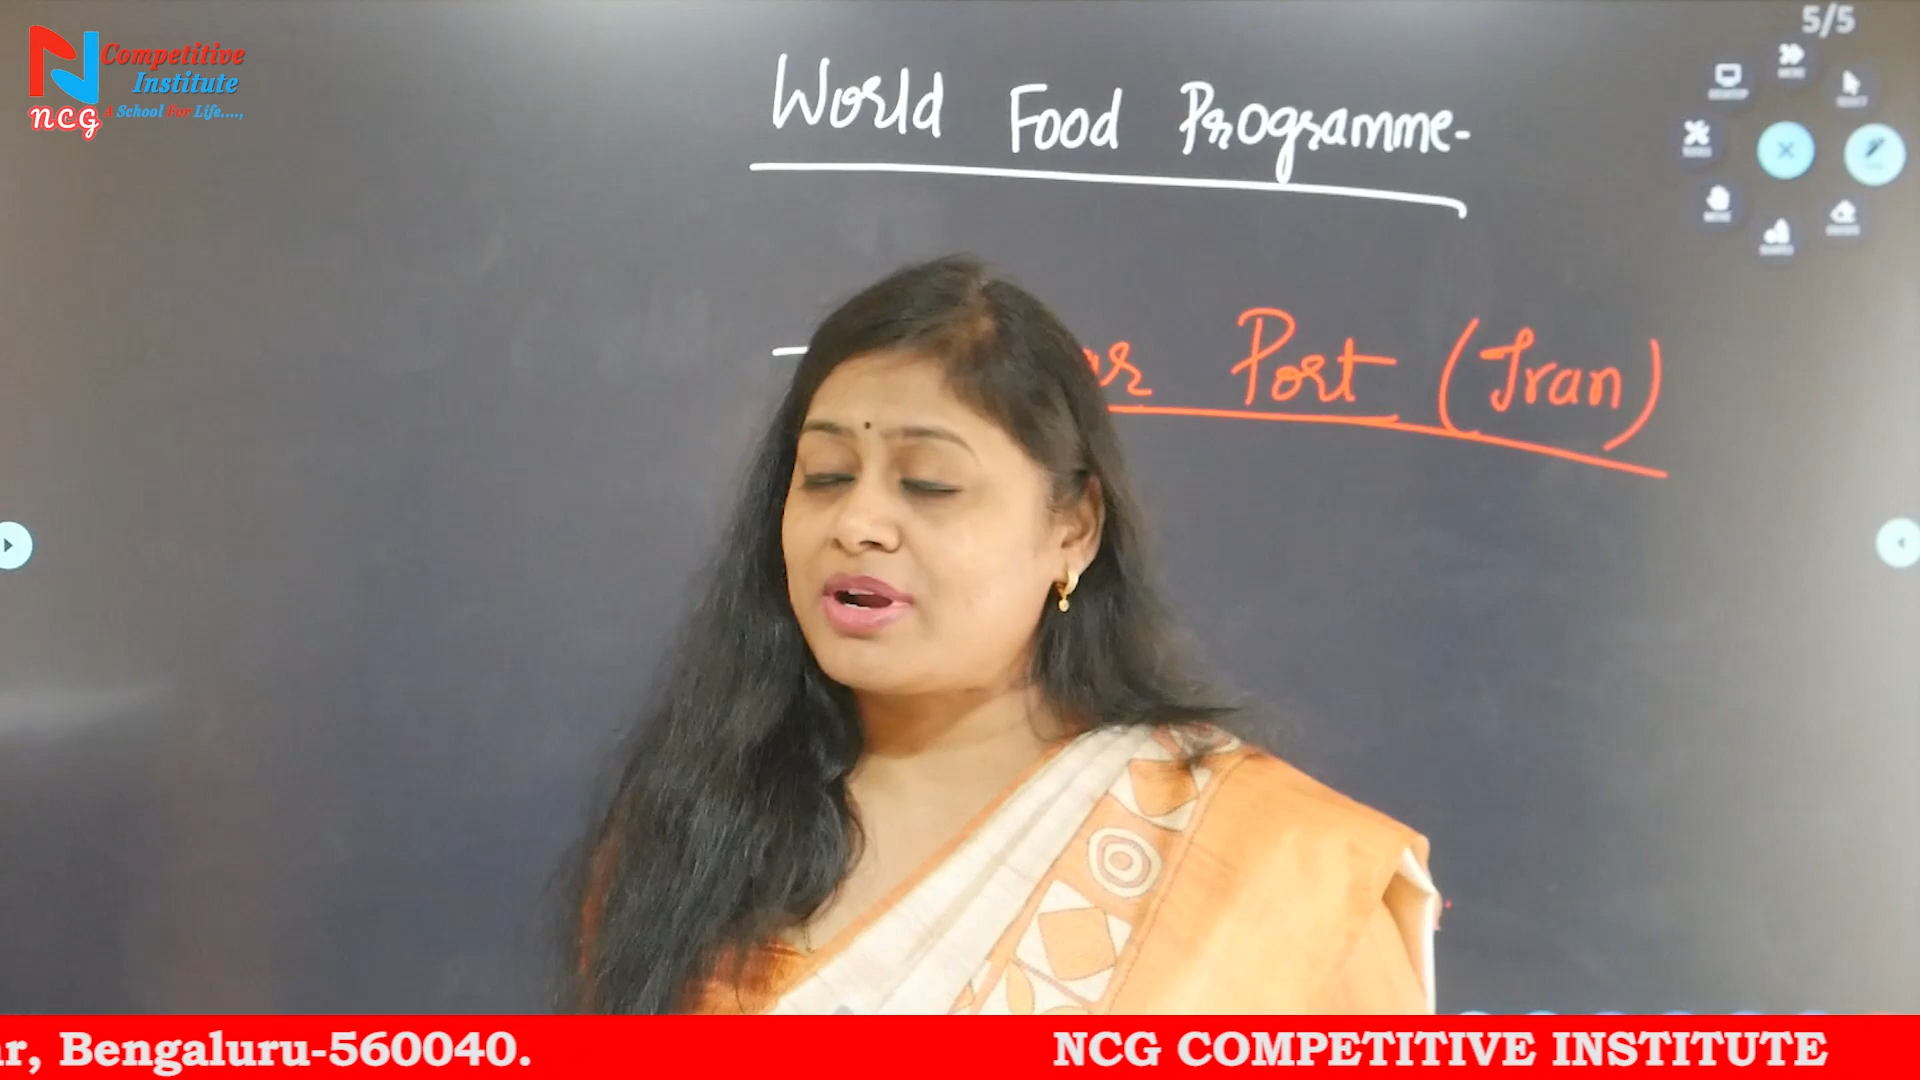 5/5
Competitive
Institute
ncg A School For Life....,
World Food Programme-
Port (Iran)
Bengaluru-560040.
NCG COMPETITIVE INSTITUTE